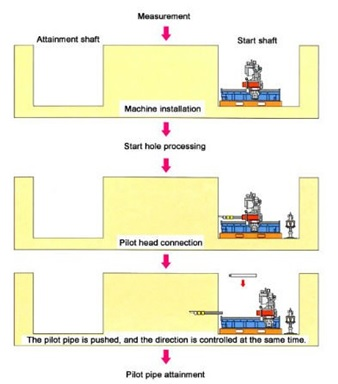 Measurement
Attainment shaft
Start shaft
Machine installation
Start hole processing
Pilot head connection
The pilot pipe is pushed, and the direction is controlled at the same time.
Pilot pipe attainment